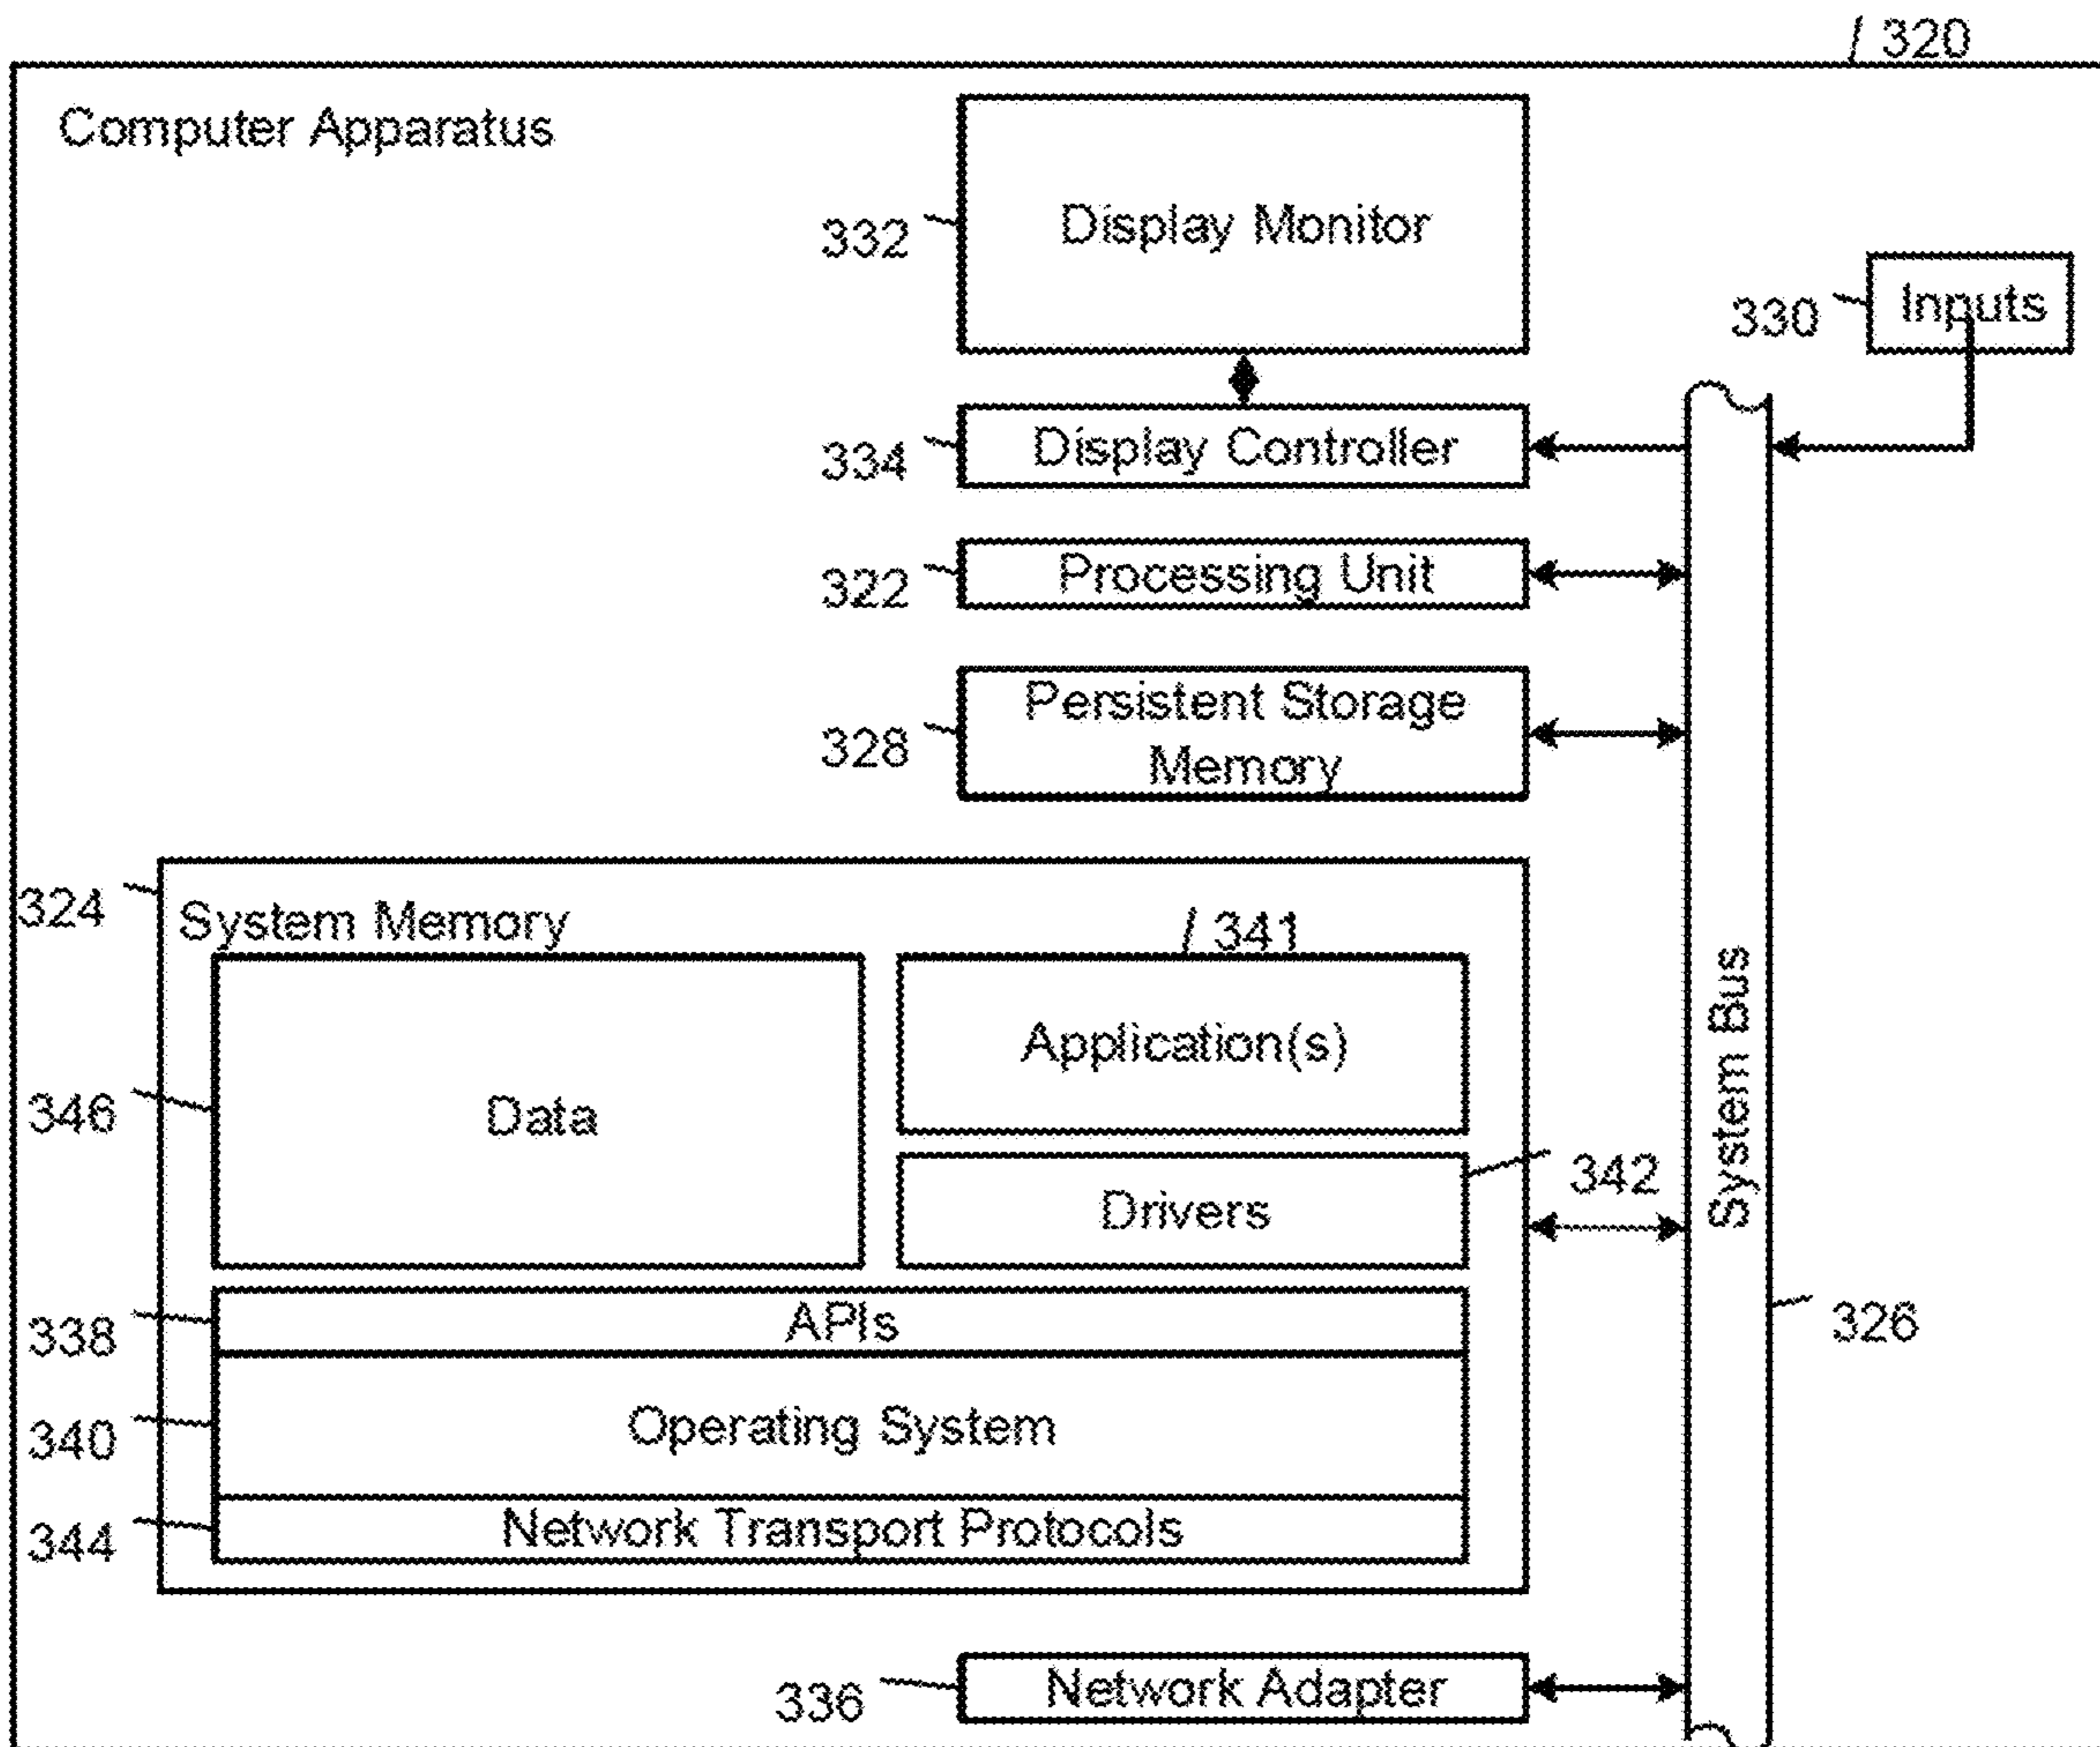 320
Computer Apparatus
Display Monitor
332
Inputs
330
Display Controller
334
Processing Unit
322
Persistent Storage
Memory
328
324
System Memory
341
Application(s)
Data
346
Drivers
342
System Bus
326
APIs
338
Operating System
340
Network Transport Protocols
344
Network Adapter
336